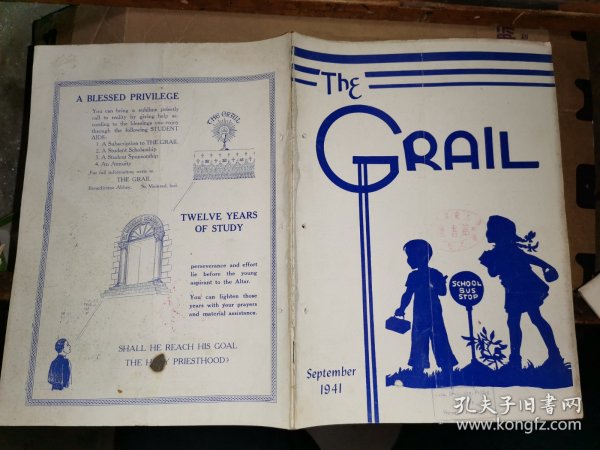 A BLESSED PRIVILEGE
You can bring a sublime priestly
call to reality by giving help ac-
cording to the blessings you enjoy
through the following STUDENT
AIDS:
1. A Subscription to THE GRAIL
2. A Student Scholarship
3. A Student Sponsorship
4. An Annuity
For full information write to
THE GRAIL
Benedictine Abbey, St. Meinrad, Ind.
THE GRAIL
TWELVE YEARS
OF STUDY
perseverance and effort
lie before the young
aspirant to the Altar.
You can lighten those
years with your prayers
and material assistance.
SHALL HE REACH HIS GOAL
THE HOLY PRIESTHOOD?
The
GRAIL
SCHOOL
BUS
STOP
September
1941
孔夫子旧书网
www.kongfz.com